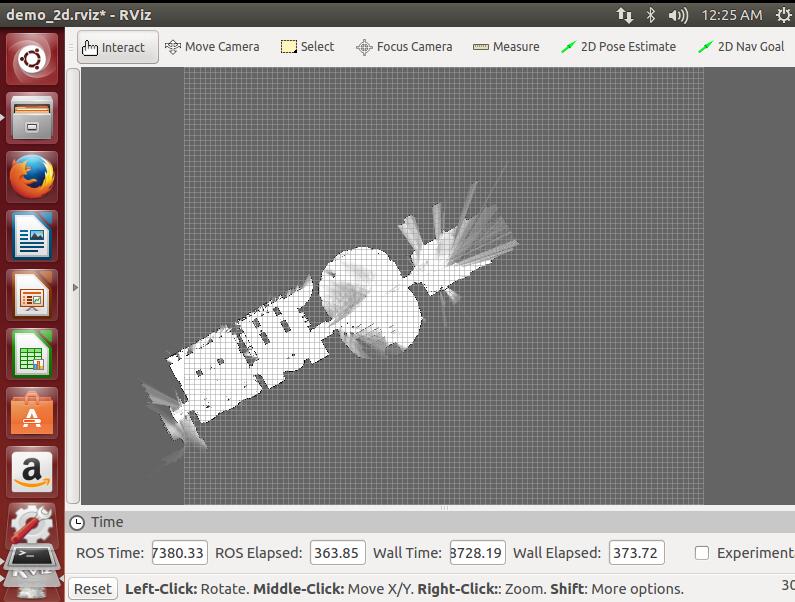 demo_2d.rviz* - RViz
12:25 AM
Interact Move Camera Select Focus Camera Measure 2D Pose Estimate 2D Nav Goal
Time
ROS Time: 7380.33 ROS Elapsed: 363.85 Wall Time: 8728.19 Wall Elapsed: 373.72 Experiment
Reset Left-Click: Rotate. Middle-Click: Move X/Y. Right-Click:: Zoom. Shift: More options. 30